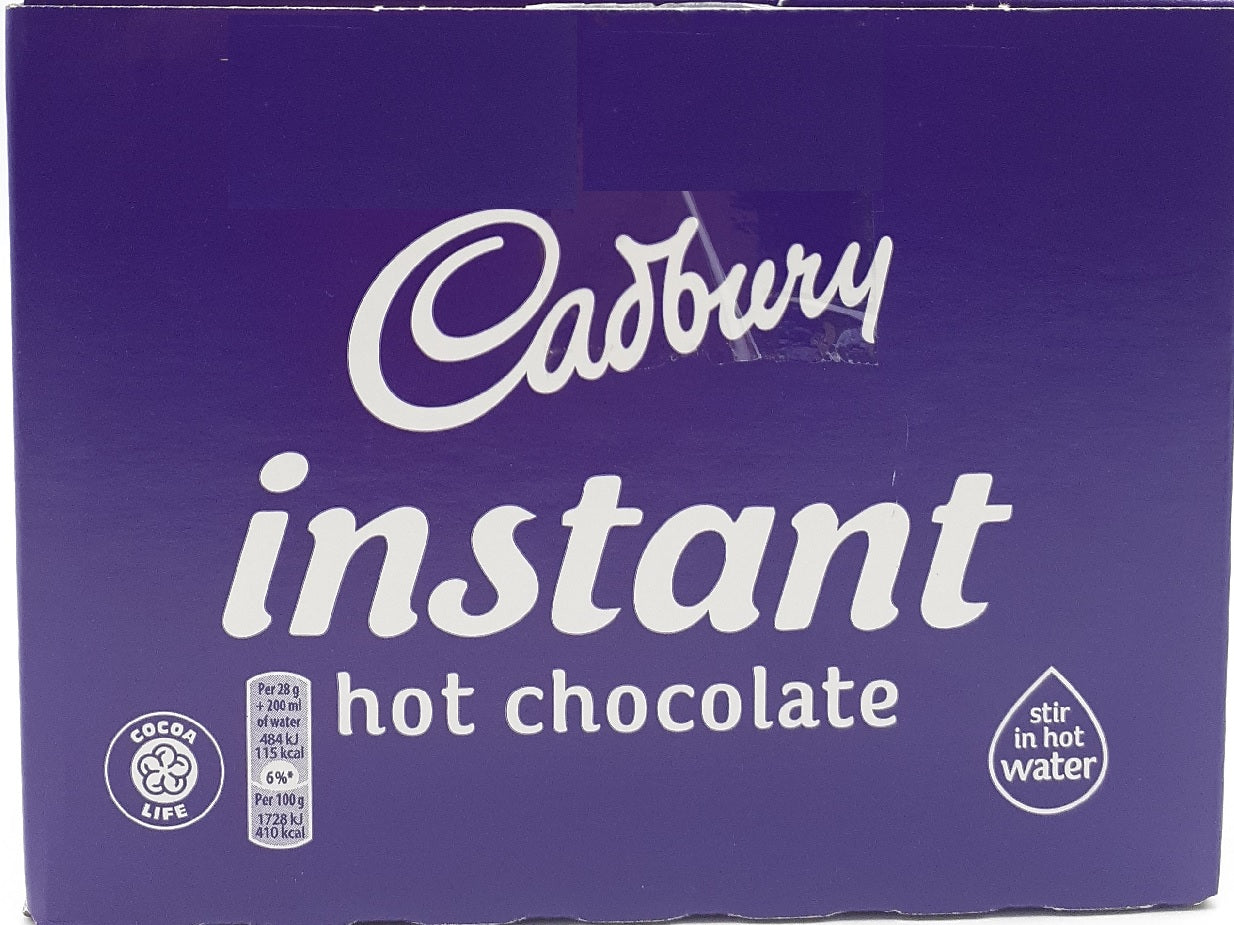 Cadbury
instant
hot chocolate
COCOA
LIFE
Per 28 g
+ 200 ml
of water
484 kJ
115 kcal
6%*
Per 100 g
1728 kJ
410 kcal
stir
in hot
water